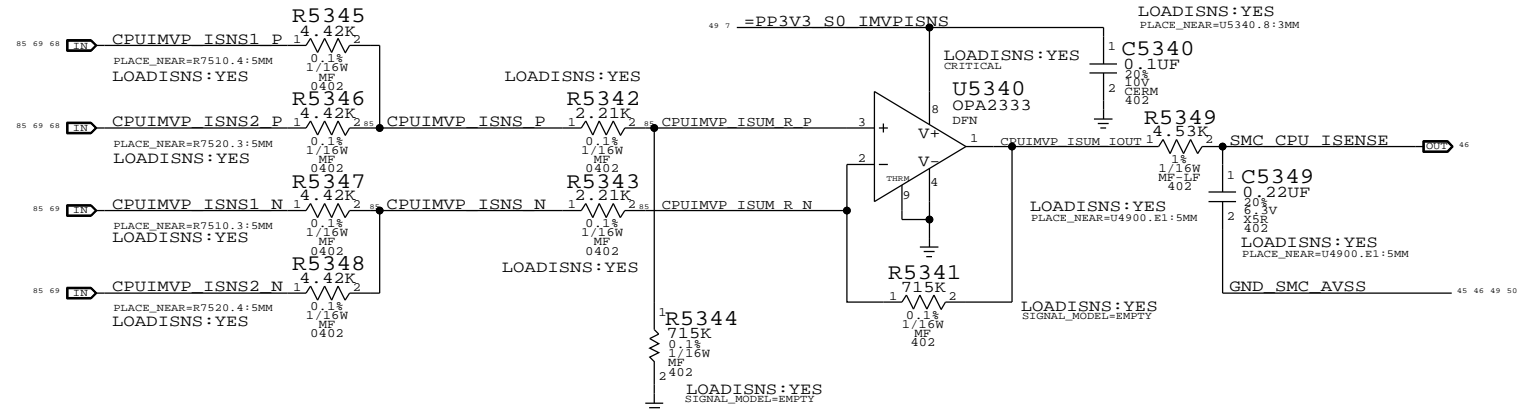 R5345
4.42K
85 69 68 IN CPUIMVP_ISNS1_P 1 2
PLACE_NEAR=R7510.4:5MM
LOADISNS:YES
0.1%
1/16W
MF
0402
R5346
4.42K
85 69 68 IN CPUIMVP_ISNS2_P 1 2 85 CPUIMVP_ISNS_P
PLACE_NEAR=R7520.3:5MM
LOADISNS:YES
0.1%
1/16W
MF
0402
R5347
4.42K
85 69 IN CPUIMVP_ISNS1_N 1 2 85 CPUIMVP_ISNS_N
PLACE_NEAR=R7510.3:5MM
LOADISNS:YES
0.1%
1/16W
MF
0402
R5348
4.42K
85 69 IN CPUIMVP_ISNS2_N 1 2
PLACE_NEAR=R7520.4:5MM
LOADISNS:YES
0.1%
1/16W
MF
0402
LOADISNS:YES
R5342
2.21K
1 2 85 CPUIMVP_ISUM_R_P
0.1%
1/16W
MF
0402
R5343
2.21K
1 2 85 CPUIMVP_ISUM_R_N
0.1%
1/16W
MF
0402
LOADISNS:YES
1
R5344
715K
0.1%
1/16W
MF
402
2
LOADISNS:YES
SIGNAL_MODEL=EMPTY
49 7 =PP3V3_S0_IMVPISNS
LOADISNS:YES
CRITICAL
U5340
OPA2333
DFN
8
V+
3 +
2 -
1
V-
THRM
9
4
R5341
715K
1 2
0.1%
1/16W
MF
402
LOADISNS:YES
SIGNAL_MODEL=EMPTY
LOADISNS:YES
PLACE_NEAR=U5340.8:3MM
1
C5340
0.1UF
20%
10V
CERM
402
2
R5349
4.53K
CPUIMVP_ISUM_IOUT 1 2 SMC_CPU_ISENSE OUT 46
1%
1/16W
MF-LF
402
LOADISNS:YES
PLACE_NEAR=U4900.E1:5MM
1
C5349
0.22UF
20%
6.3V
X5R
402
2
LOADISNS:YES
PLACE_NEAR=U4900.E1:5MM
GND_SMC_AVSS 45 46 49 50